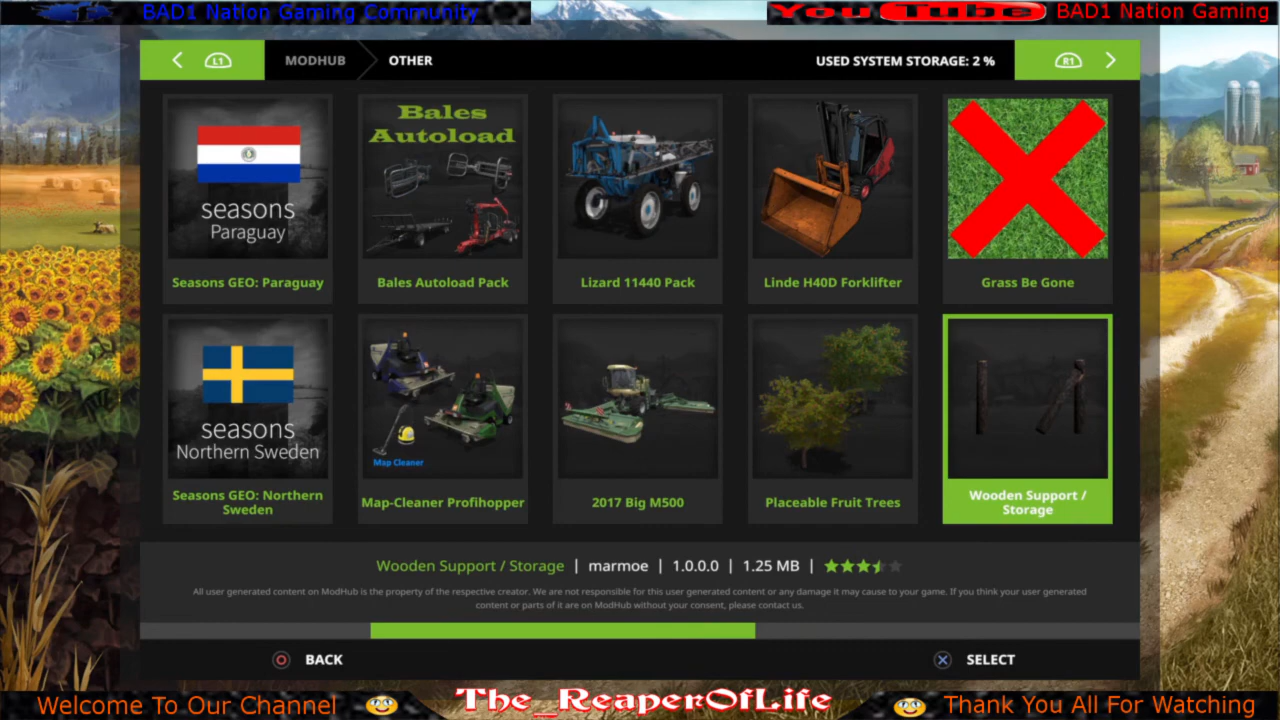 BAD1 Nation Gaming Community
YouTube BAD1 Nation Gaming
L1
MODHUB
OTHER
USED SYSTEM STORAGE: 2 %
R1
seasons
Paraguay
Seasons GEO: Paraguay
Bales
Autoload
Bales Autoload Pack
Lizard 11440 Pack
Linde H40D Forklifter
Grass Be Gone
seasons
Northern Sweden
Seasons GEO: Northern
Sweden
Map Cleaner
Map-Cleaner Profihopper
2017 Big M500
Placeable Fruit Trees
Wooden Support /
Storage
Wooden Support / Storage | marmoe | 1.0.0.0 | 1.25 MB |
All user generated content on ModHub is the property of the respective creator. We are not responsible for this user generated content or any damage it may cause to your game. If you think your user generated
content or parts of it are on ModHub without your consent, please contact us.
BACK
SELECT
Welcome To Our Channel
The_ReaperOfLife
Thank You All For Watching